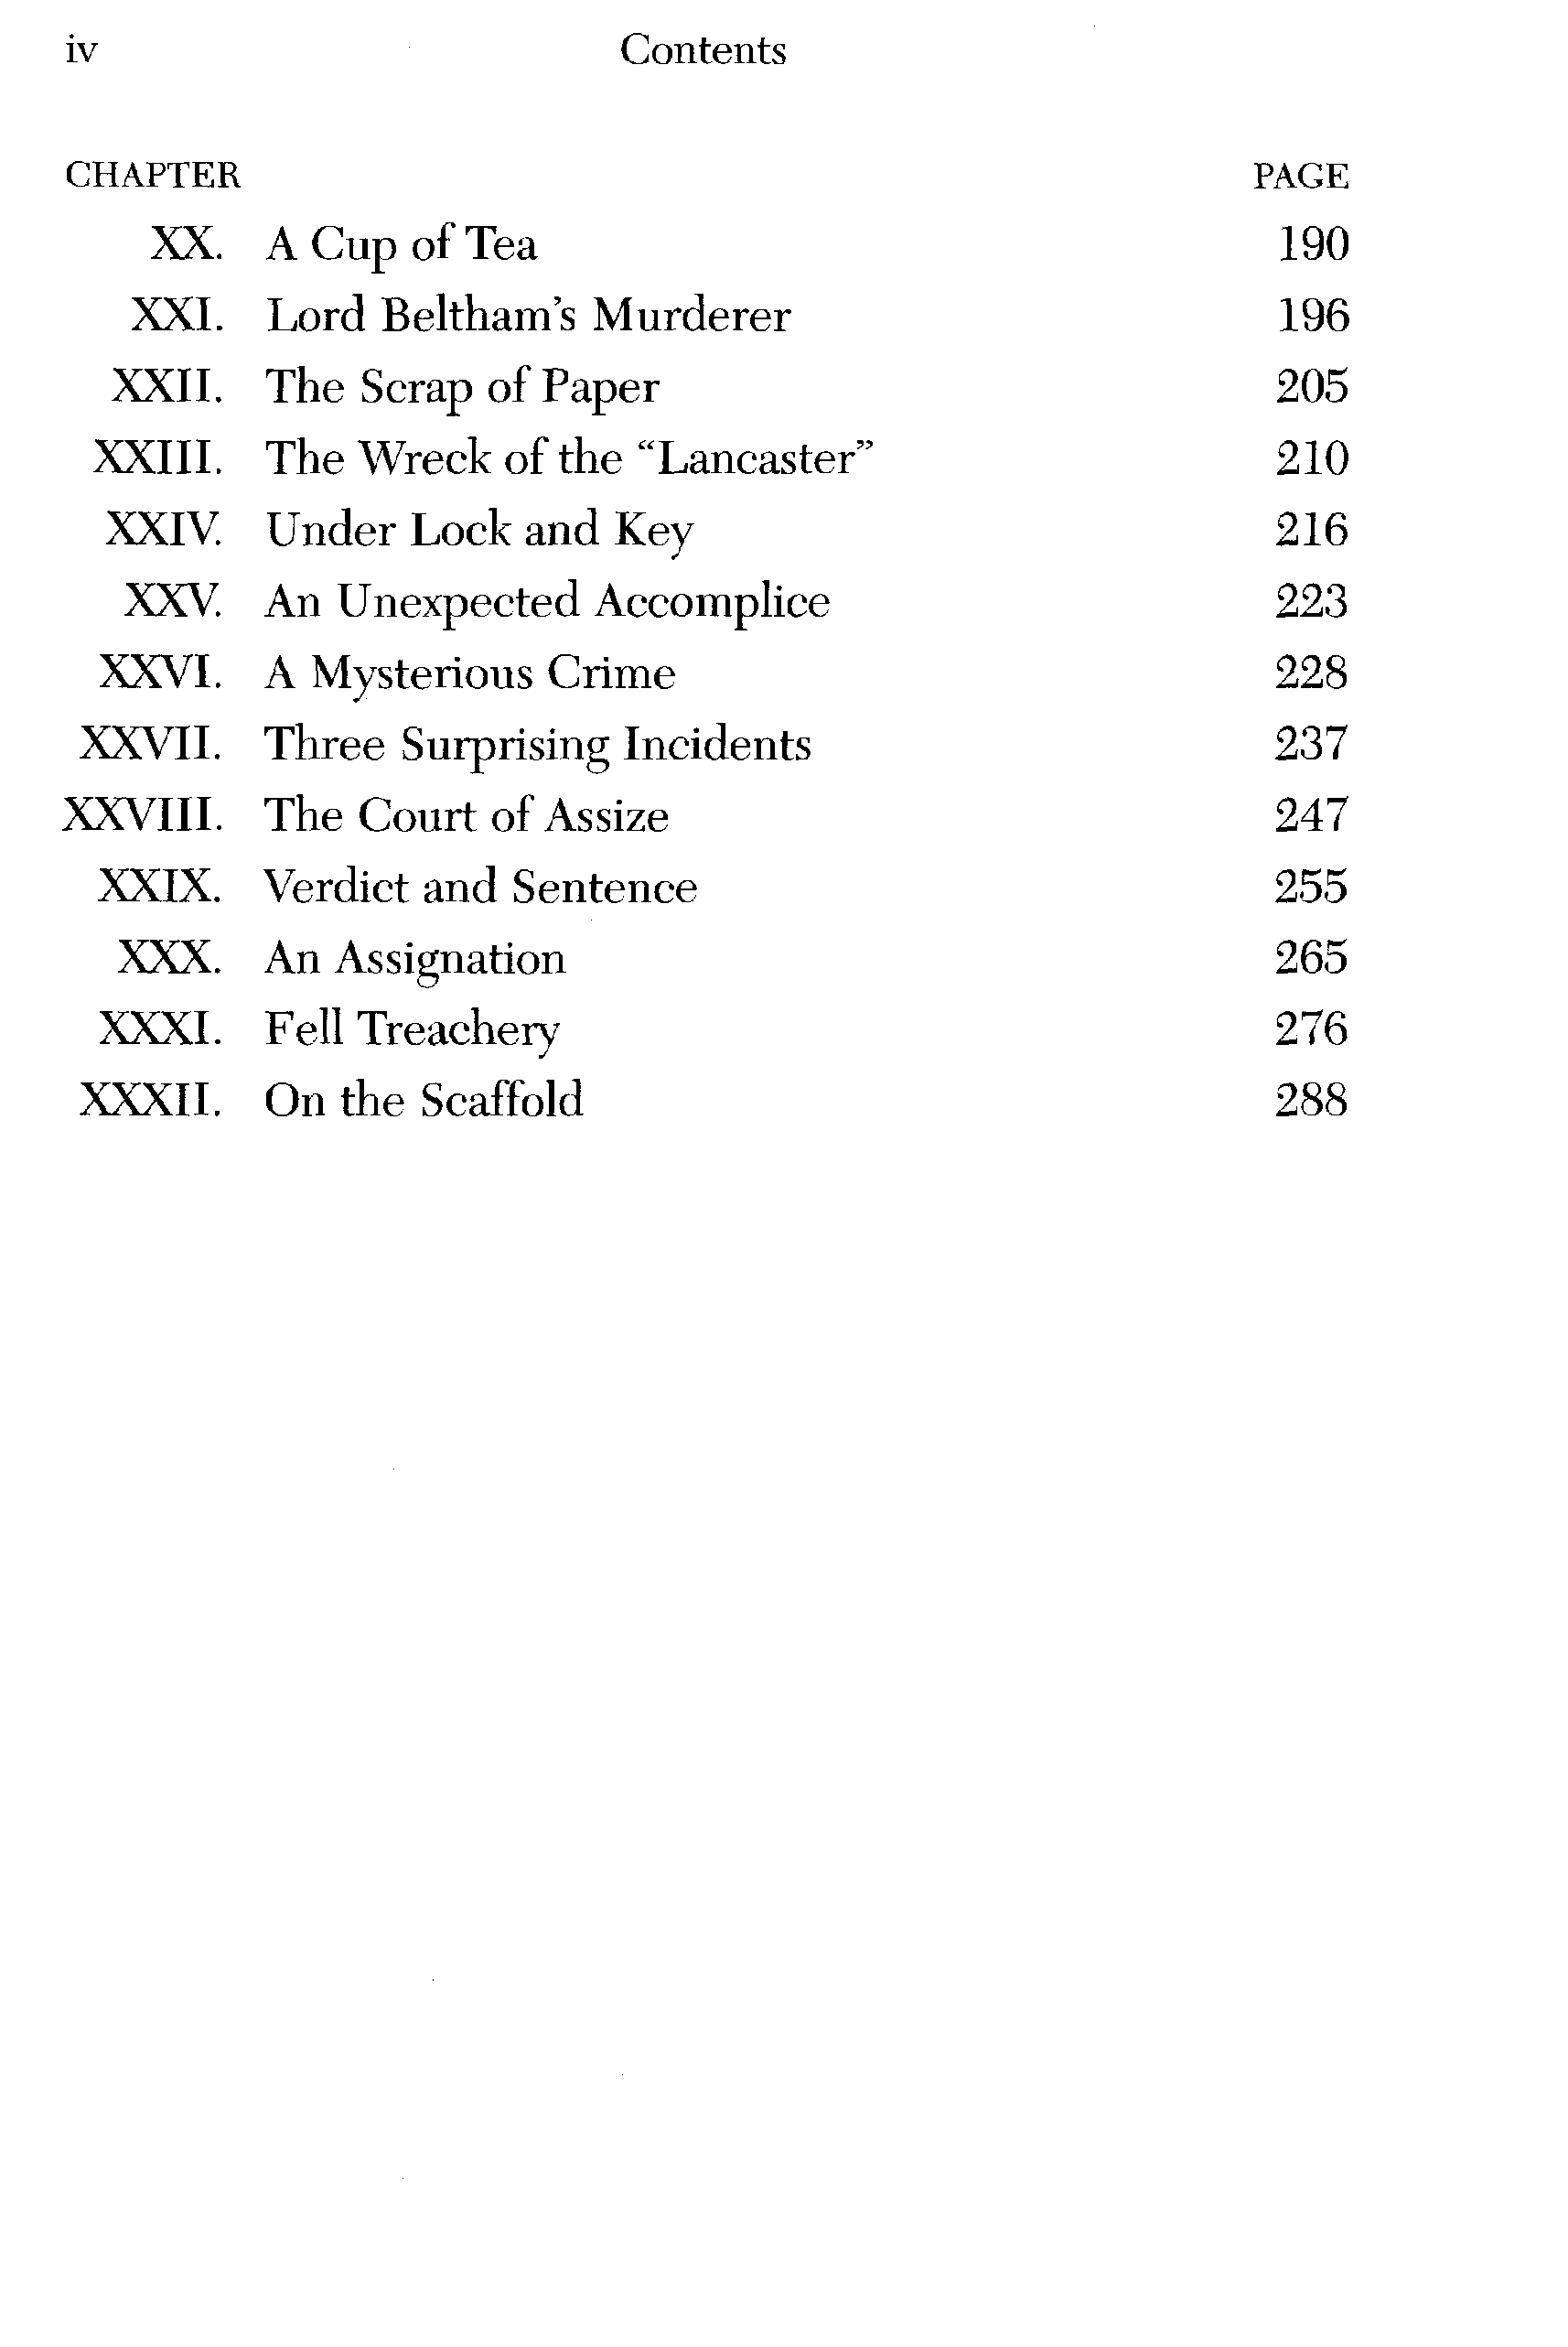 iv Contents
CHAPTER PAGE
XX. A Cup of Tea 190
XXI. Lord Beltham's Murderer 196
XXII. The Scrap of Paper 205
XXIII. The Wreck of the “Lancaster” 210
XXIV. Under Lock and Key 216
XXV. An Unexpected Accomplice 223
XXVI. A Mysterious Crime 228
XXVII. Three Surprising Incidents 237
XXVIII. The Court of Assize 247
XXIX. Verdict and Sentence 255
XXX. An Assignation 265
XXXI. Fell Treachery 276
XXXII. On the Scaffold 288